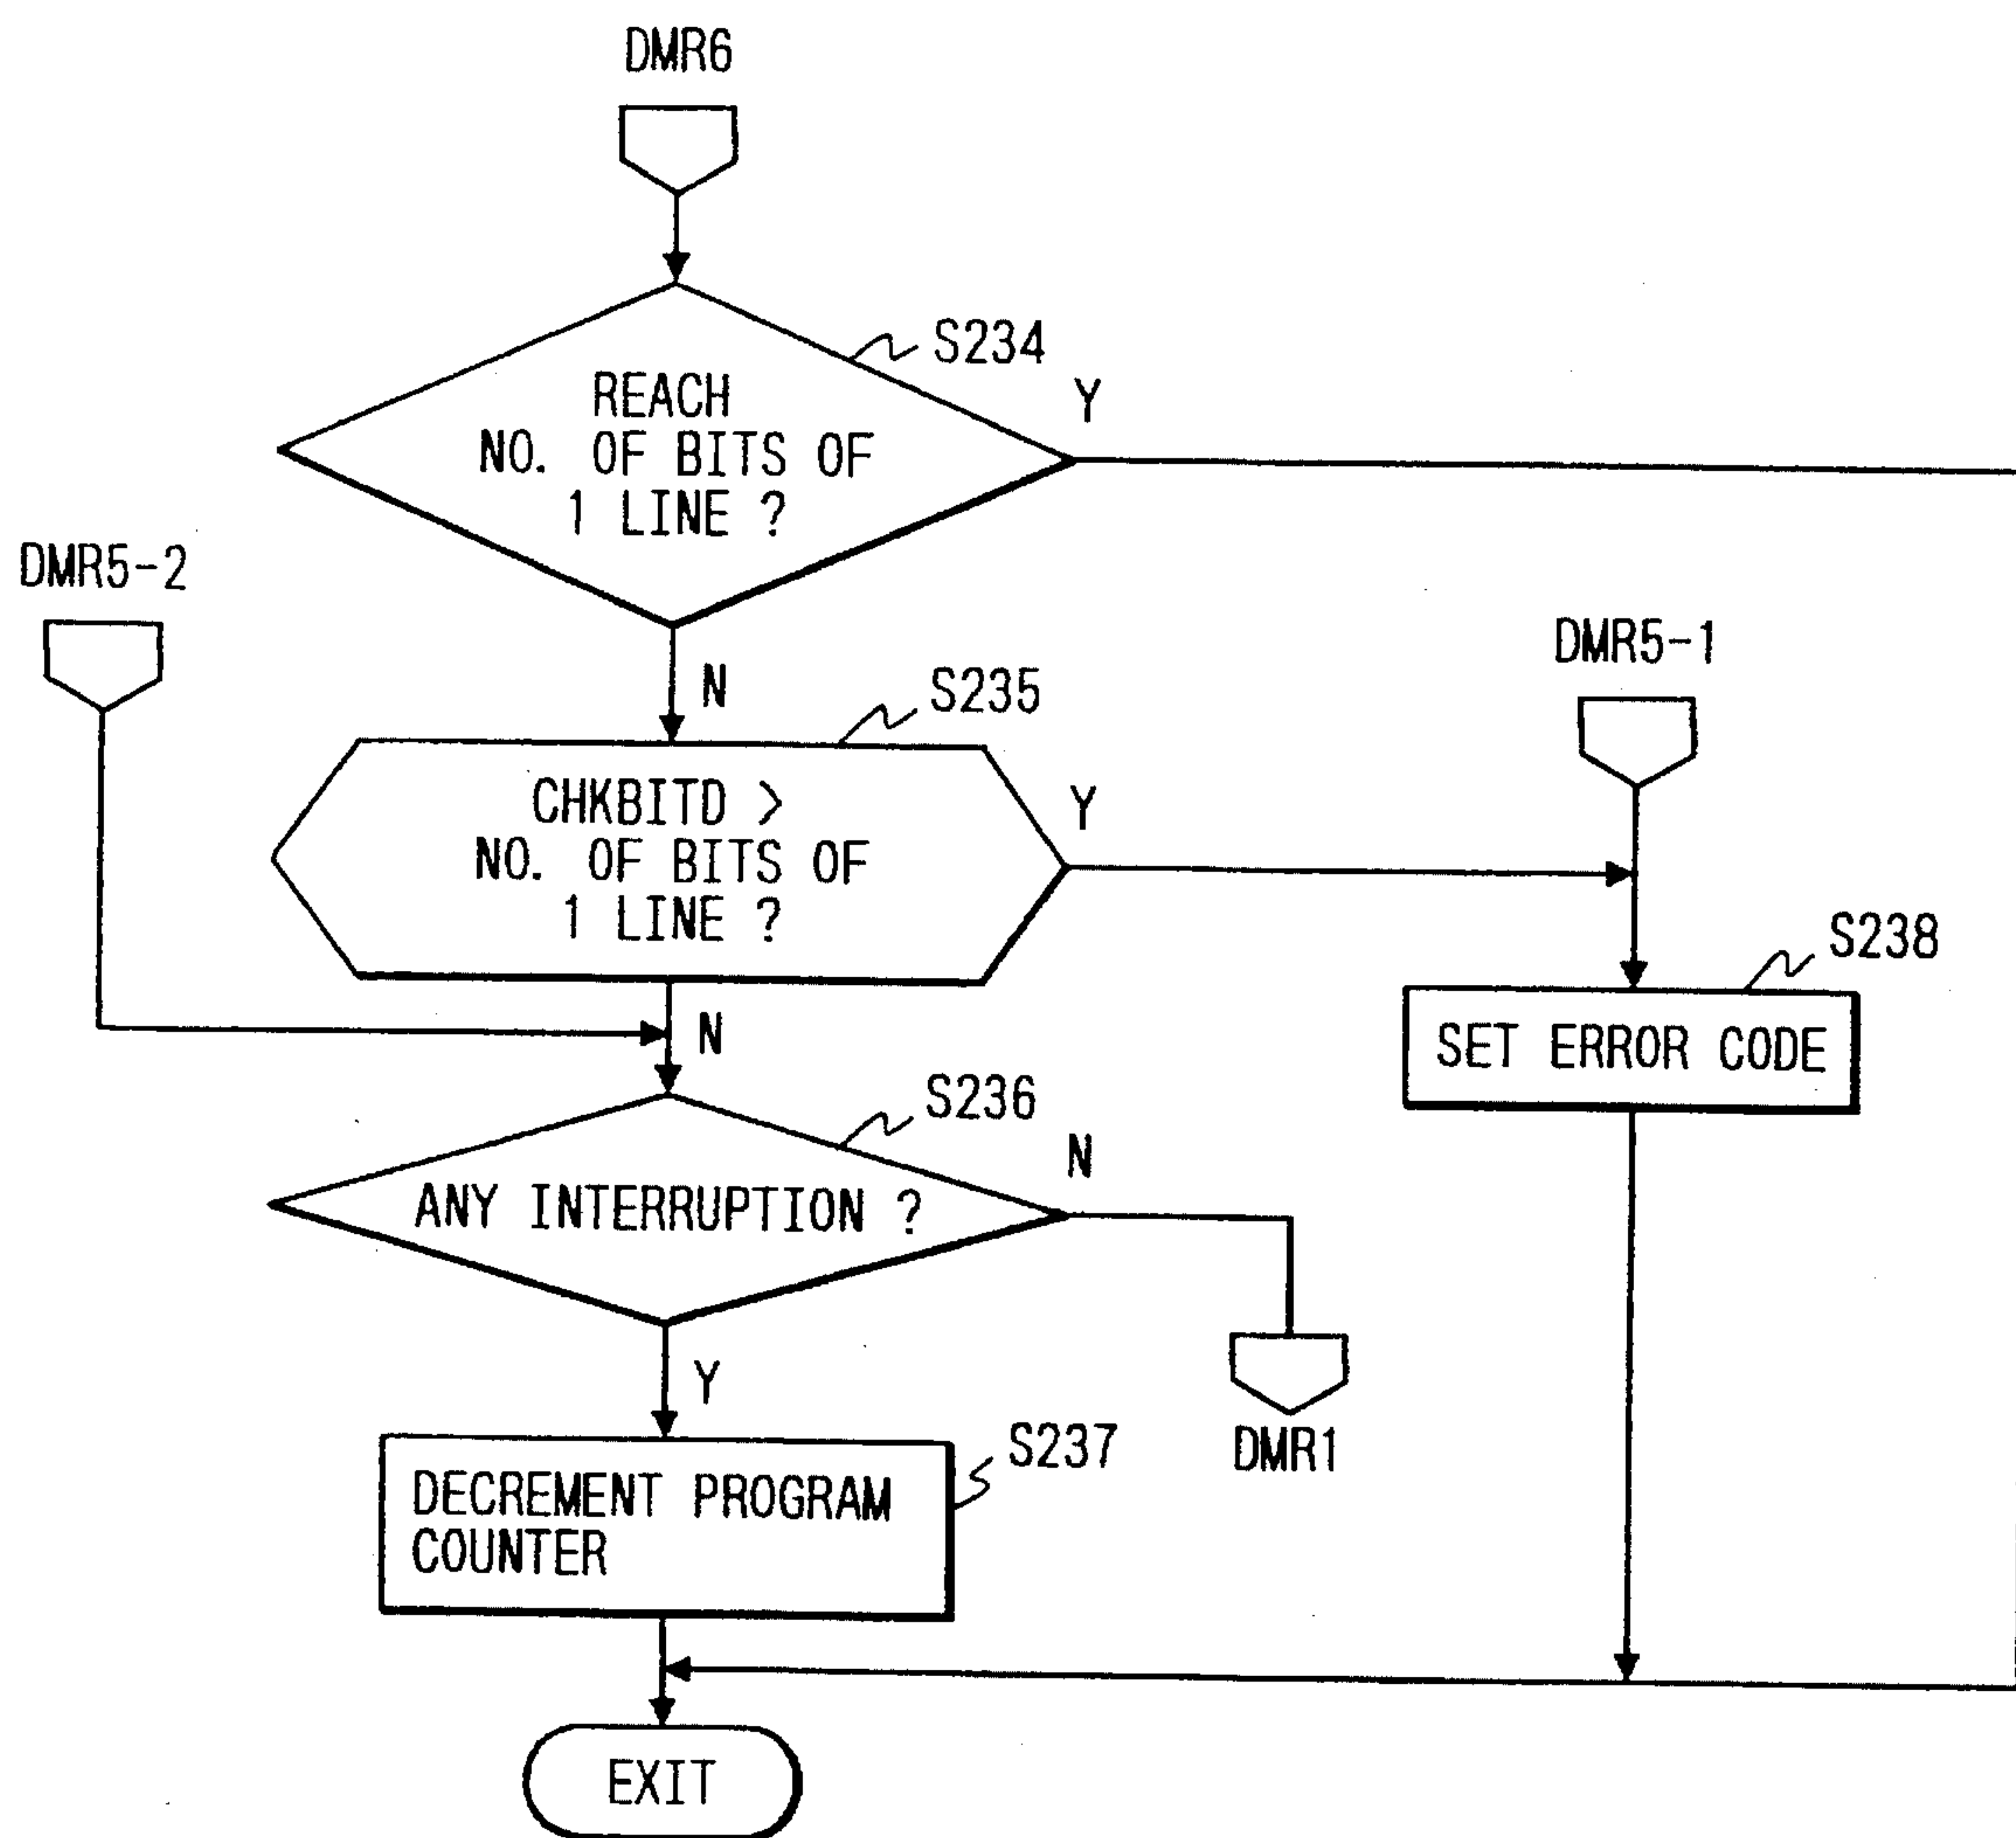 DMR6
S234
REACH
NO. OF BITS OF
1 LINE ?
Y
N
DMR5-2
DMR5-1
S235
CHKBITD >
NO. OF BITS OF
1 LINE ?
Y
N
S238
SET ERROR CODE
S236
ANY INTERRUPTION ?
N
Y
DMR1
S237
DECREMENT PROGRAM
COUNTER
EXIT